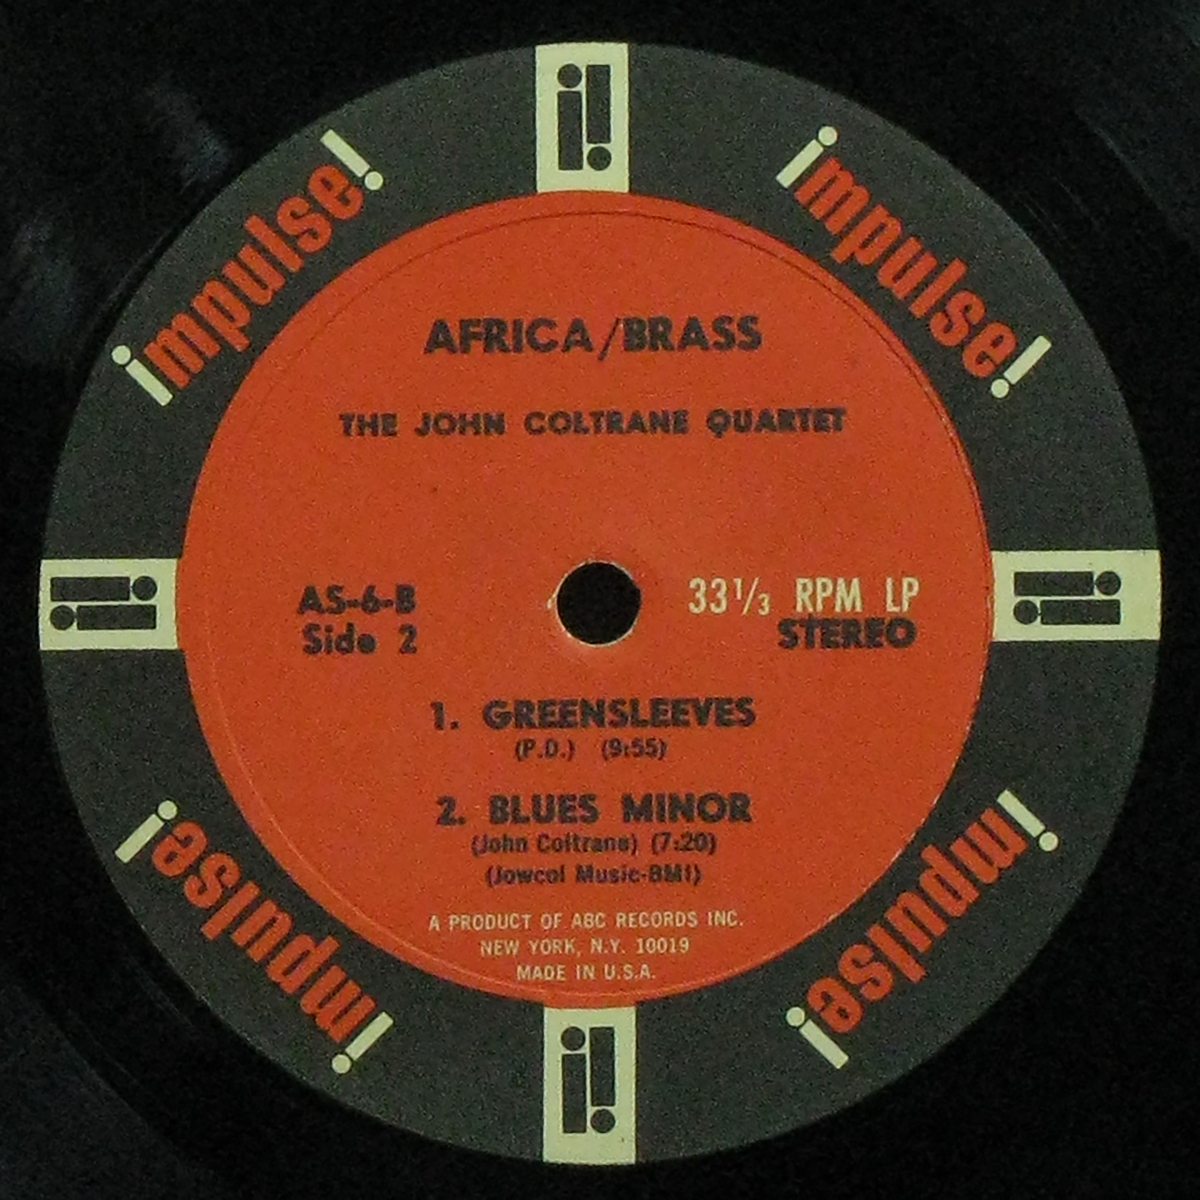 impulse!
impulse!
AFRICA/BRASS
THE JOHN COLTRANE QUARTET
AS-6-B
Side 2
33 1/3 RPM LP
STEREO
1. GREENSLEEVES
(P.D.) (9:55)
2. BLUES MINOR
(John Coltrane) (7:20)
(Jowcol Music-BMI)
A PRODUCT OF ABC RECORDS INC.
NEW YORK, N.Y. 10019
MADE IN U.S.A.
impulse!
impulse!